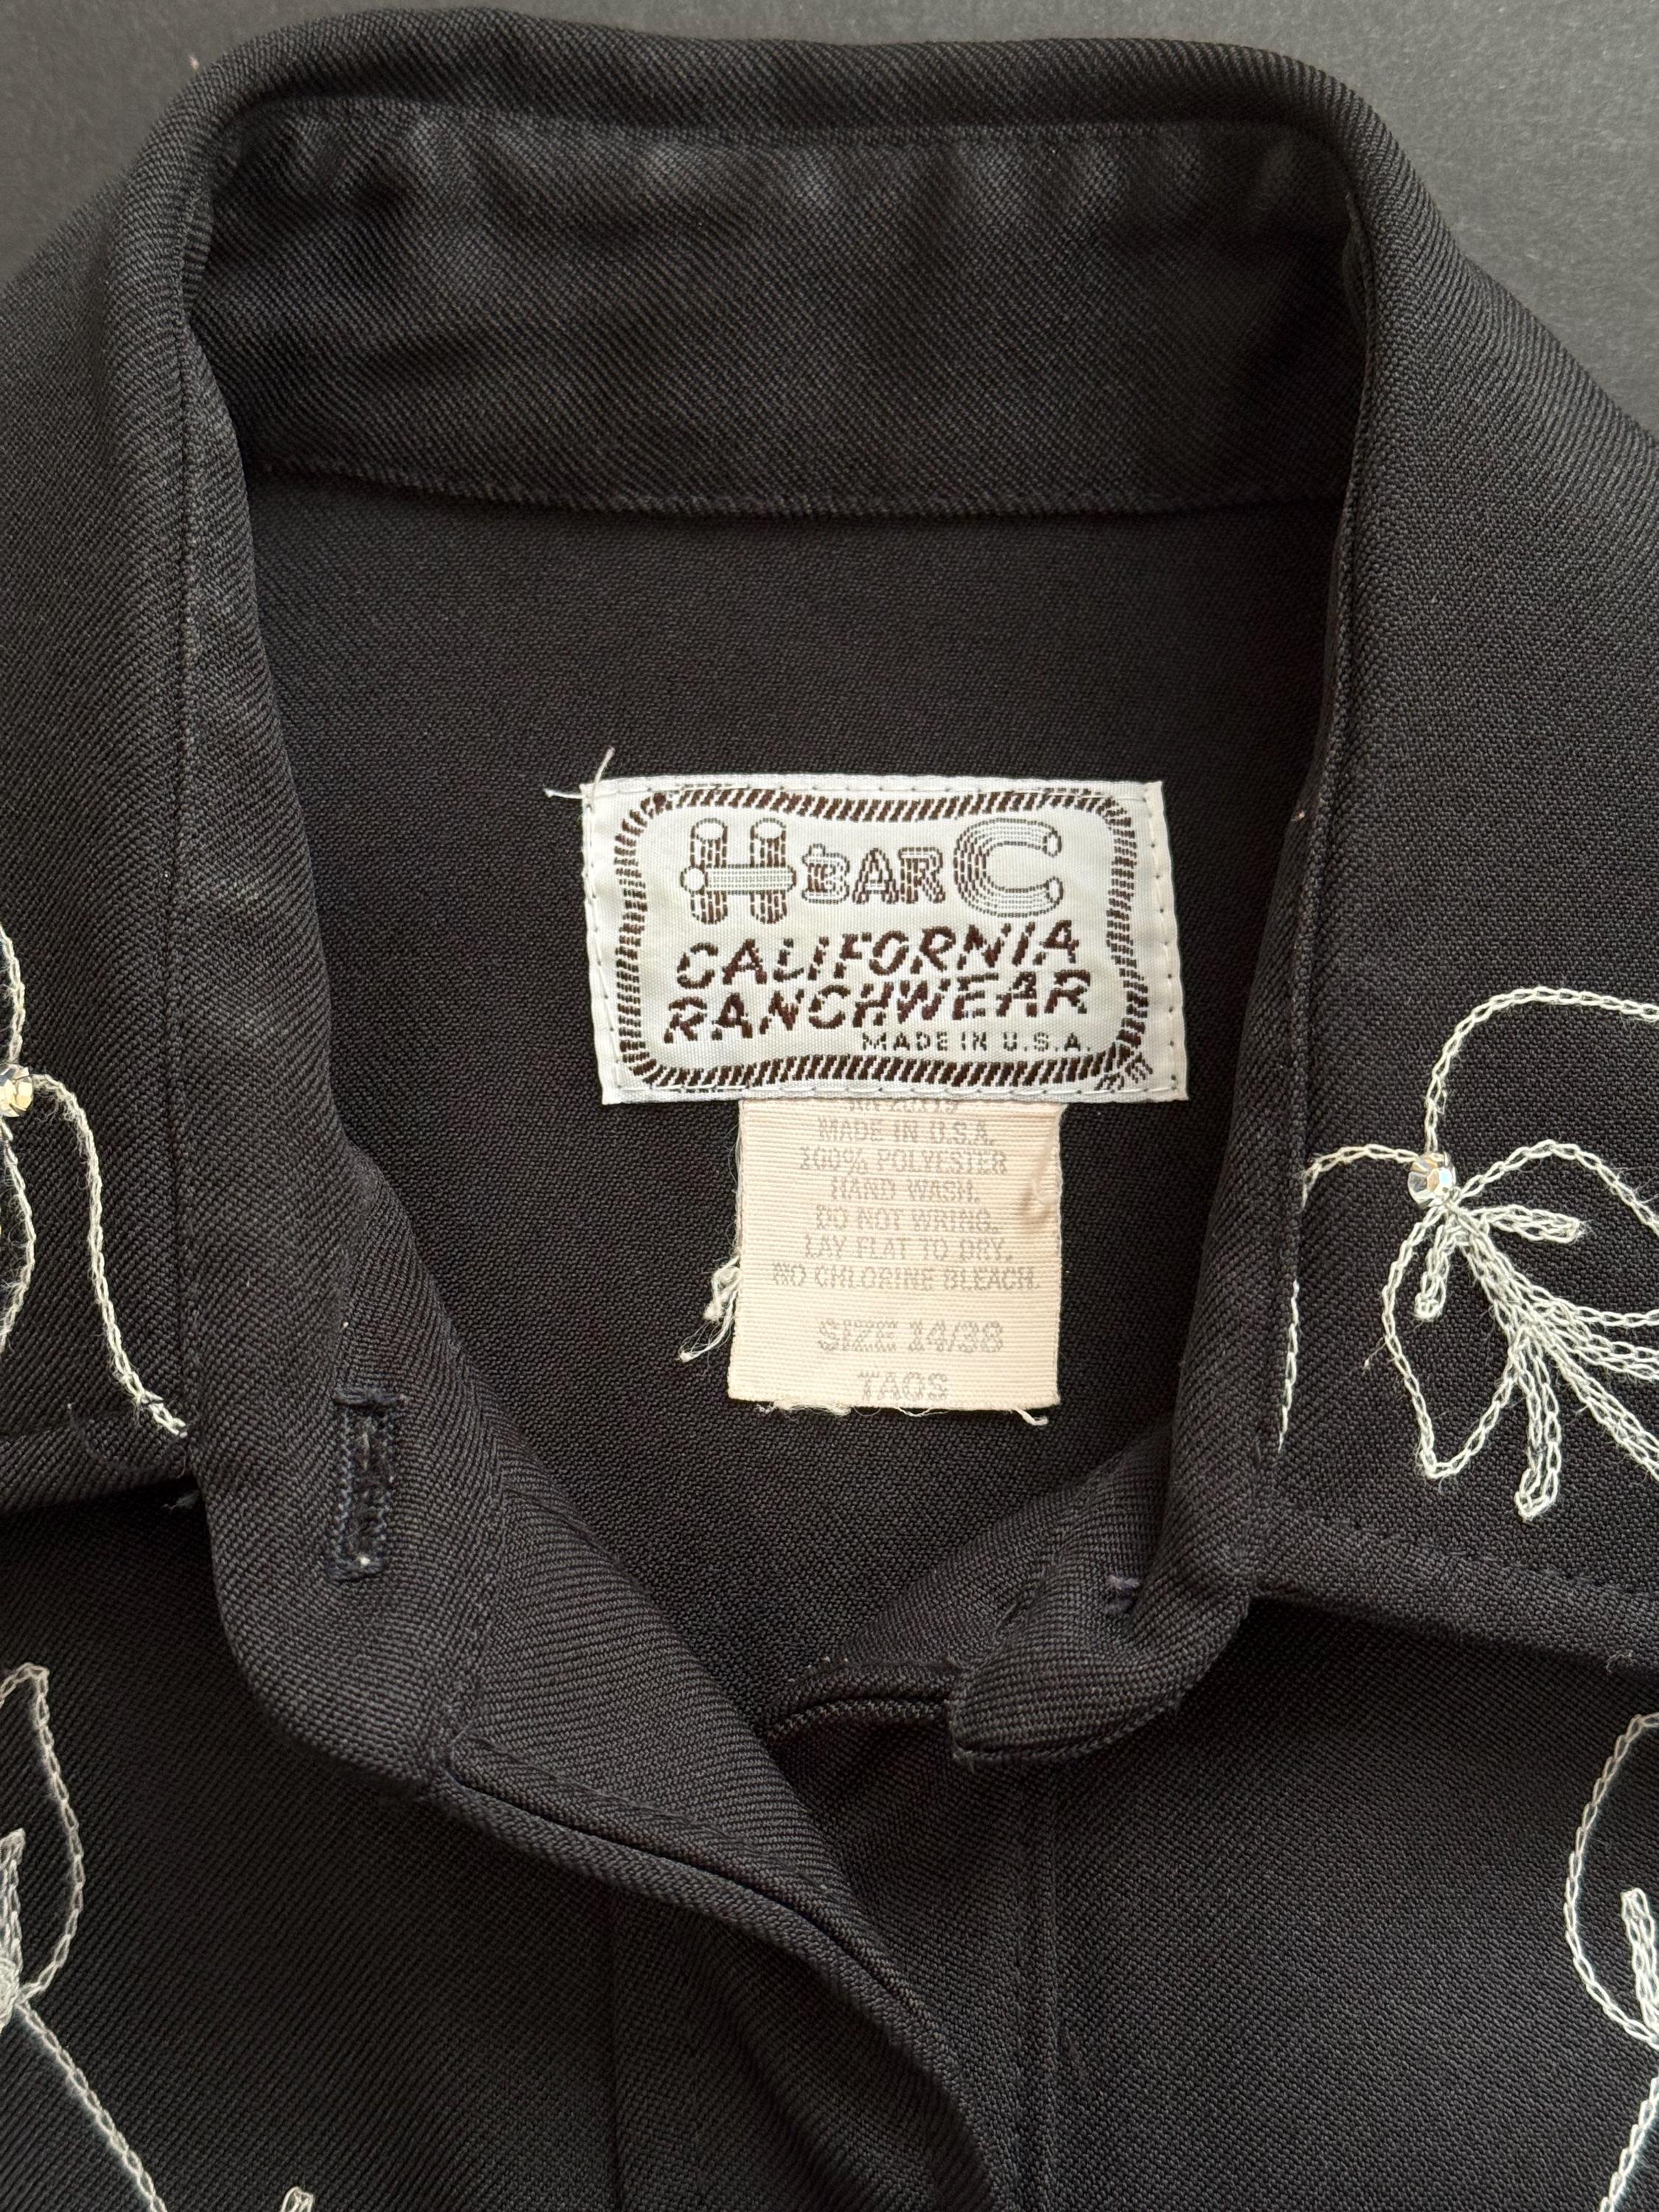 H BAR C
CALIFORNIA
RANCHWEAR
MADE IN U.S.A.
MADE IN U.S.A.
100% POLYESTER
HAND WASH.
DO NOT WRING.
LAY FLAT TO DRY.
NO CHLORINE BLEACH.
SIZE 14/38
TAOS